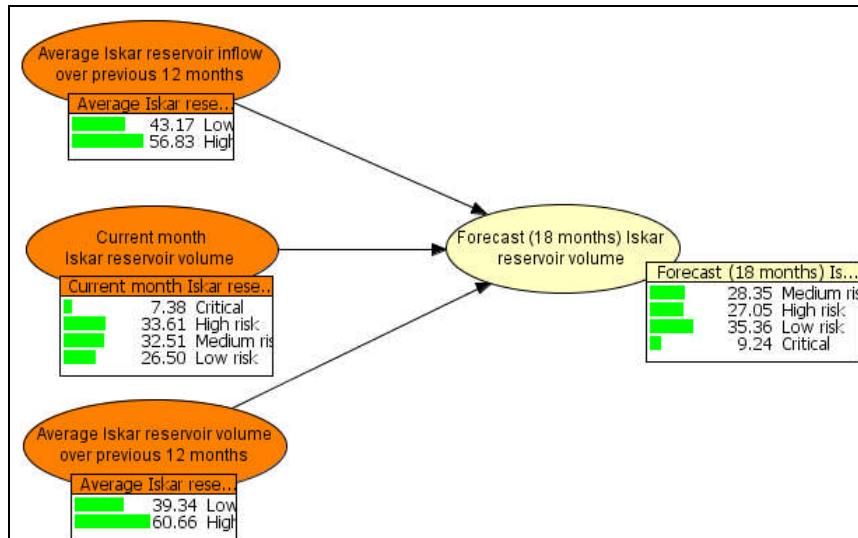 Average Iskar reservoir inflow
over previous 12 months
Average Iskar rese...
43.17 Low
56.83 High
Current month
Iskar reservoir volume
Current month Iskar rese...
7.38 Critical
33.61 High risk
32.51 Medium ris
26.50 Low risk
Average Iskar reservoir volume
over previous 12 months
Average Iskar rese...
39.34 Low
60.66 High
Forecast (18 months) Iskar
reservoir volume
Forecast (18 months) Is...
28.35 Medium ris
27.05 High risk
35.36 Low risk
9.24 Critical